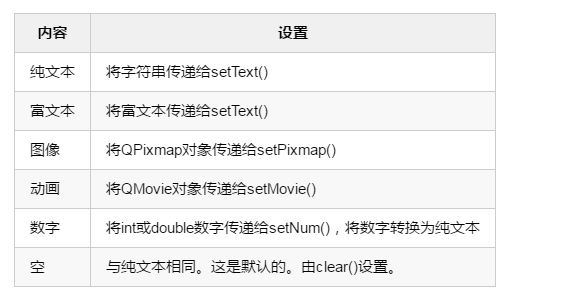 内容 设置
纯文本 将字符串传递给setText()
富文本 将富文本传递给setText()
图像 将QPixmap对象传递给setPixmap()
动画 将QMovie对象传递给setMovie()
数字 将int或double数字传递给setNum()，将数字转换为纯文本
空 与纯文本相同。这是默认的。由clear()设置。